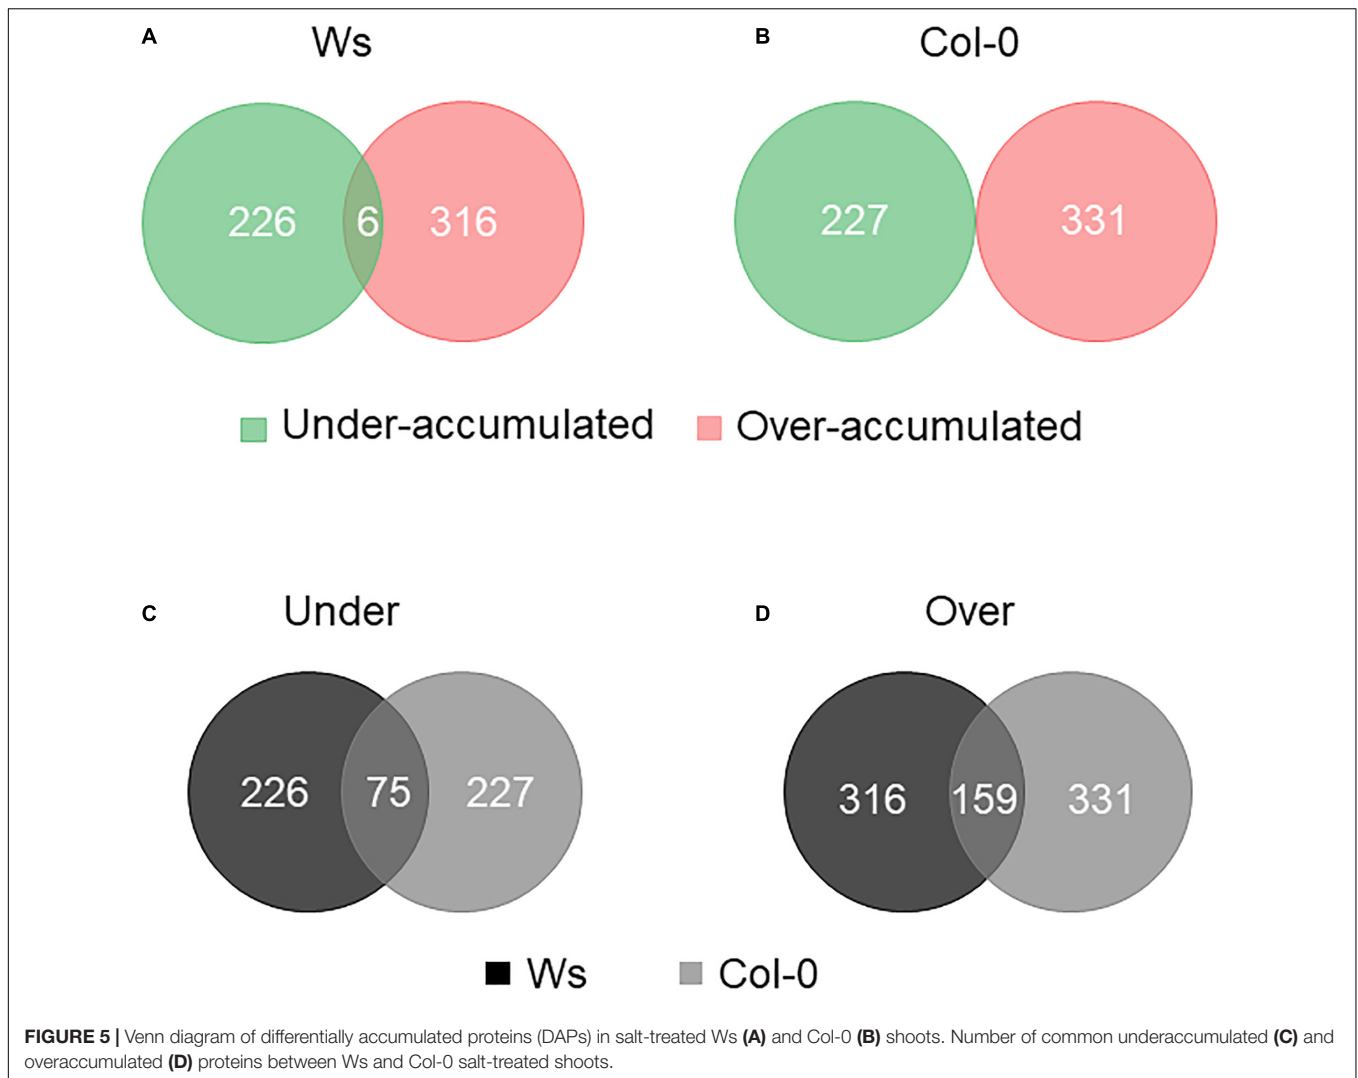 A
Ws
B
Col-0
226
6
316
227
331
Under-accumulated
Over-accumulated
C
Under
D
Over
226
75
227
316
159
331
Ws
Col-0
FIGURE 5 | Venn diagram of differentially accumulated proteins (DAPs) in salt-treated Ws (A) and Col-0 (B) shoots. Number of common underaccumulated (C) and
overaccumulated (D) proteins between Ws and Col-0 salt-treated shoots.